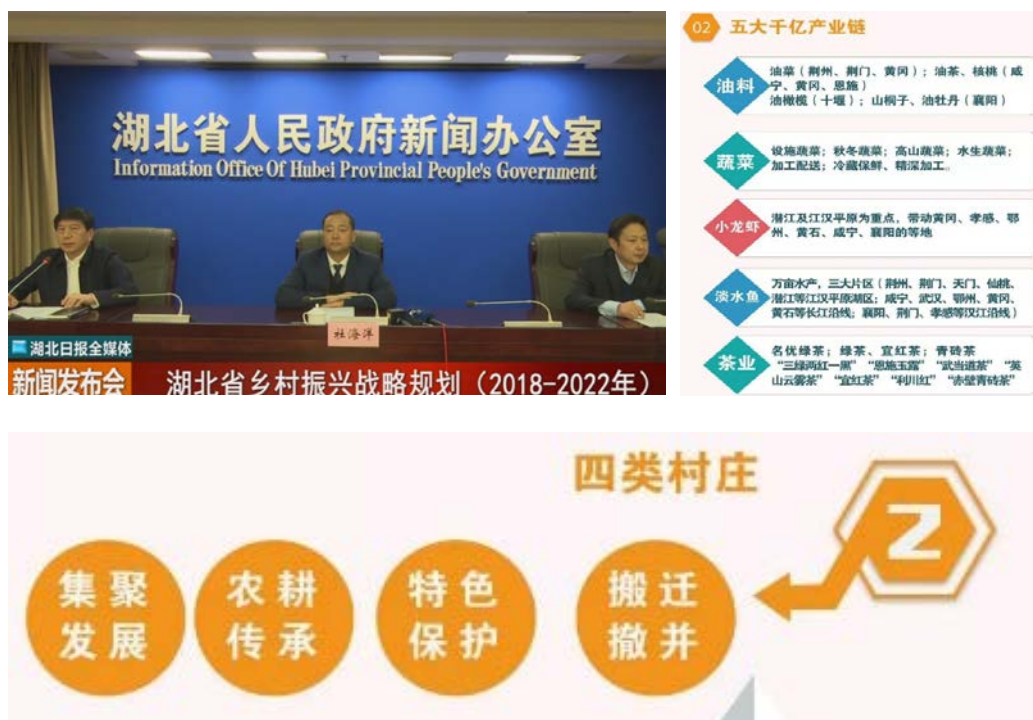 湖北省人民政府新闻办公室
Information Office Of Hubei Provincial People's Government
杜海洋
湖北日报全媒体
新闻发布会
湖北省乡村振兴战略规划（2018-2022年）
02 五大千亿产业链
油料
油菜（荆州、荆门、黄冈）；油茶、核桃（咸
宁、黄冈、恩施）
油橄榄（十堰）；山桐子、油牡丹（襄阳）
蔬菜
设施蔬菜；秋冬蔬菜；高山蔬菜；水生蔬菜；
加工配送；冷藏保鲜、精深加工。
小龙虾
潜江及江汉平原为重点，带动黄冈、孝感、鄂
州、黄石、咸宁、襄阳的等地
淡水鱼
万亩水产，三大片区（荆州、荆门、天门、仙桃、
潜江等江汉平原湖区；咸宁、武汉、鄂州、黄冈、
黄石等长江沿线；襄阳、荆门、孝感等汉江沿线）
茶业
名优绿茶；绿茶、宜红茶；青砖茶
“三绿两红一黑”“恩施玉露”“武当道茶”“英
山云雾茶”“宜红茶”“利川红”“赤壁青砖茶”
四类村庄
2
集聚
发展
农耕
传承
特色
保护
搬迁
撤并